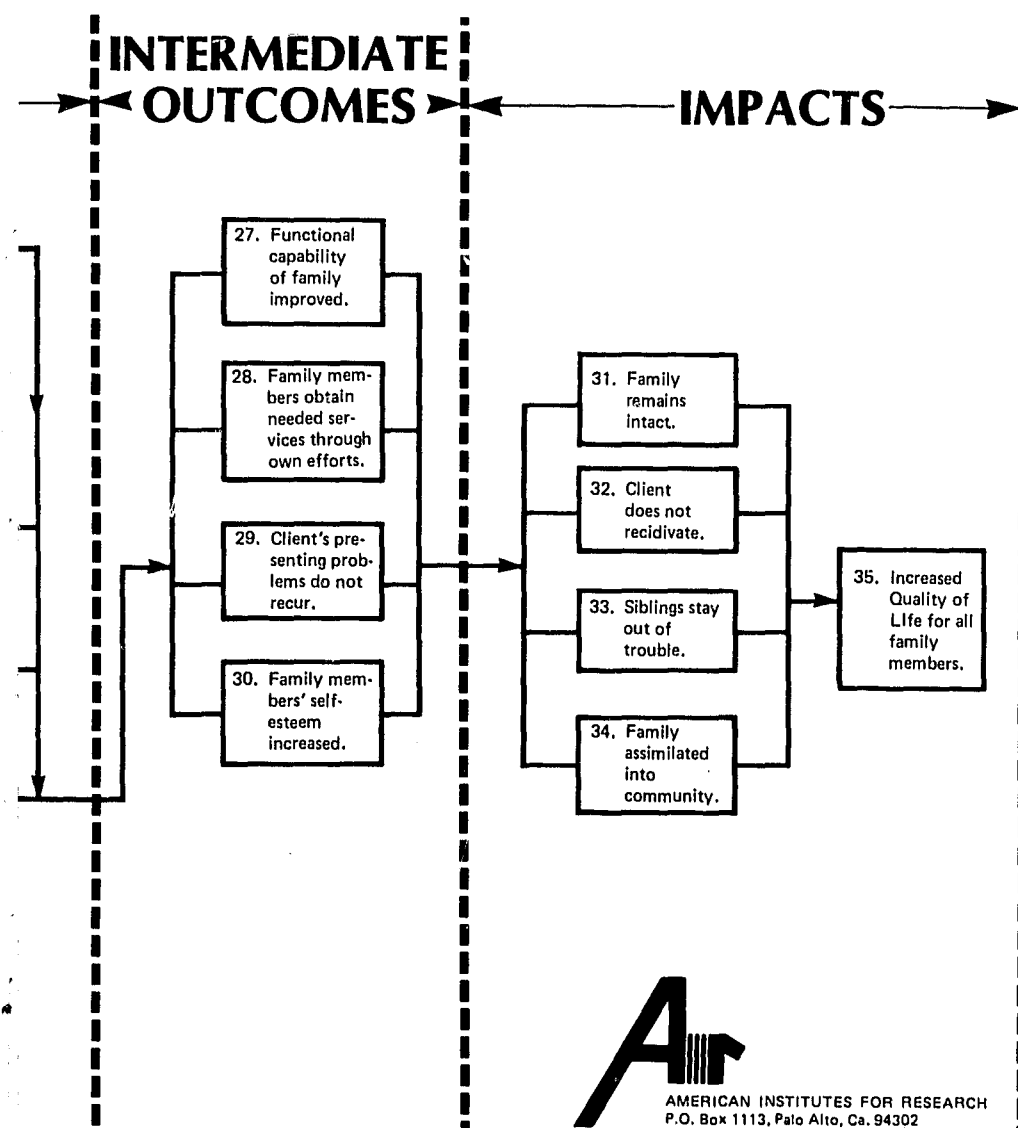 INTERMEDIATE
OUTCOMES
IMPACTS
27. Functional
capability
of family
improved.
28. Family mem-
bers obtain
needed ser-
vices through
own efforts.
29. Client's pre-
senting prob-
lems do not
recur.
30. Family mem-
bers' self-
esteem
increased.
31. Family
remains
intact.
32. Client
does not
recidivate.
33. Siblings stay
out of
trouble.
34. Family
assimilated
into
community.
35. Increased
Quality of
LIfe for all
family
members.
AIr
AMERICAN INSTITUTES FOR RESEARCH
P.O. Box 1113, Palo Alto, Ca. 94302